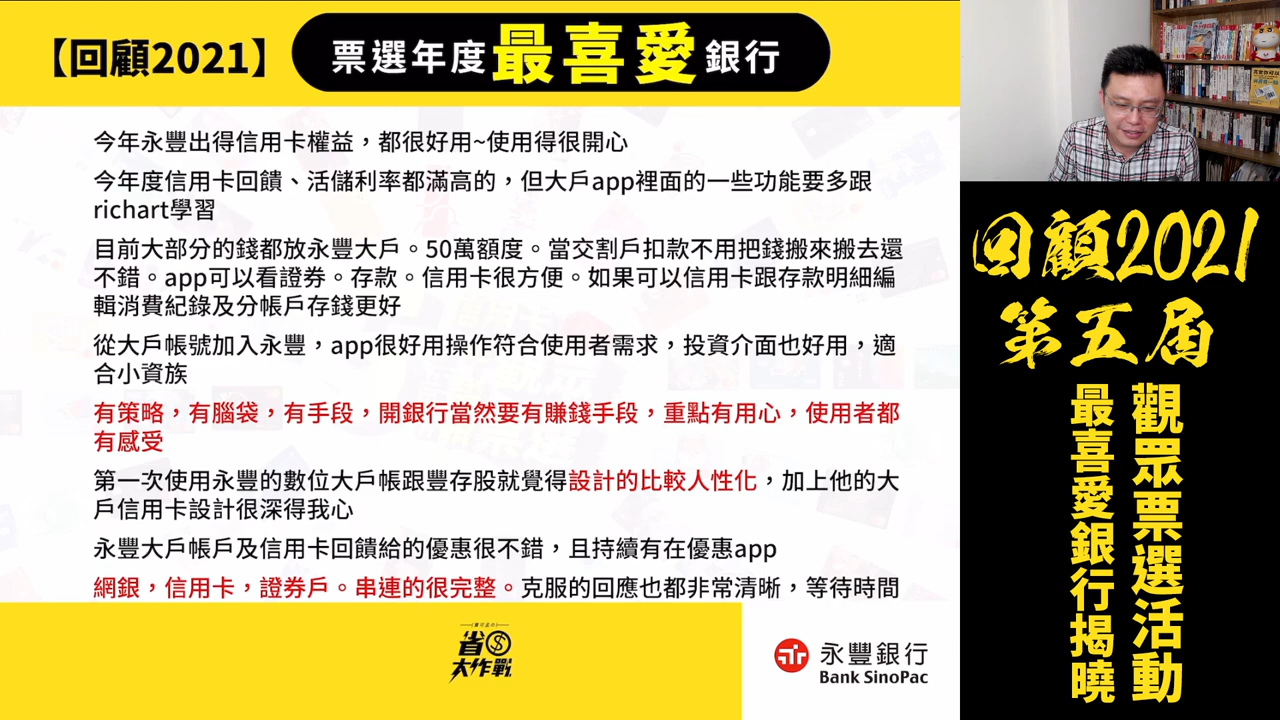 【回顧2021】
票選年度最喜愛銀行
今年永豐出得信用卡權益，都很好用~使用得很開心
今年度信用卡回饋、活儲利率都滿高的，但大戶app裡面的一些功能要多跟
richart學習
目前大部分的錢都放永豐大戶。50萬額度。當交割戶扣款不用把錢搬來搬去還
不錯。app可以看證券。存款。信用卡很方便。如果可以信用卡跟存款明細編
輯消費紀錄及分帳戶存錢更好
從大戶帳號加入永豐，app很好用操作符合使用者需求，投資介面也好用，適
合小資族
有策略，有腦袋，有手段，開銀行當然要有賺錢手段，重點有用心，使用者都
有感受
第一次使用永豐的數位大戶帳跟豐存股就覺得設計的比較人性化，加上他的大
戶信用卡設計很深得我心
永豐大戶帳戶及信用卡回饋給的優惠很不錯，且持續有在優惠app
網銀，信用卡，證券戶。串連的很完整。克服的回應也都非常清晰，等待時間
省
大作戰
永豐銀行
Bank SinoPac
回顧2021
第五屆
觀眾票選活動
最喜愛銀行揭曉